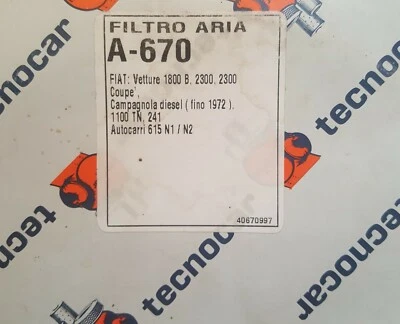 tecnocar
FILTRO ARIA
A-670
FIAT: Vetture 1800 B, 2300, 2300
Coupe',
Campagnola diesel ( fino 1972 ),
1100 TN, 241
Autocarri 615 N1 / N2
40670997
tecnocar
tecnocar
tecnocar